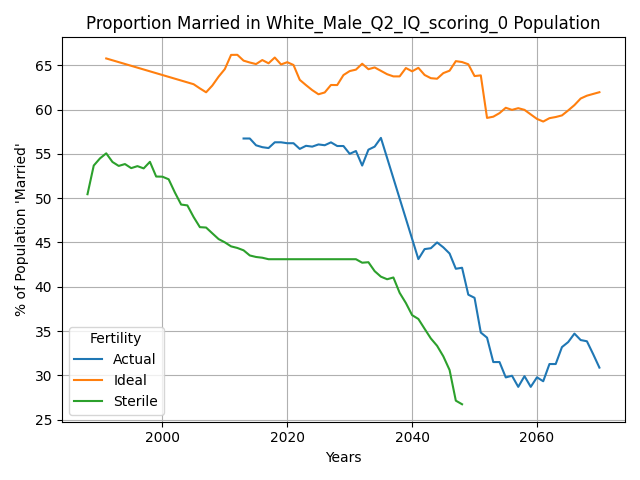 Proportion Married in White_Male_Q2_IQ_scoring_0 Population
% of Population 'Married'
65
60
55
50
45
40
35
30
25
Fertility
Actual
Ideal
Sterile
2000
2020
2040
2060
Years